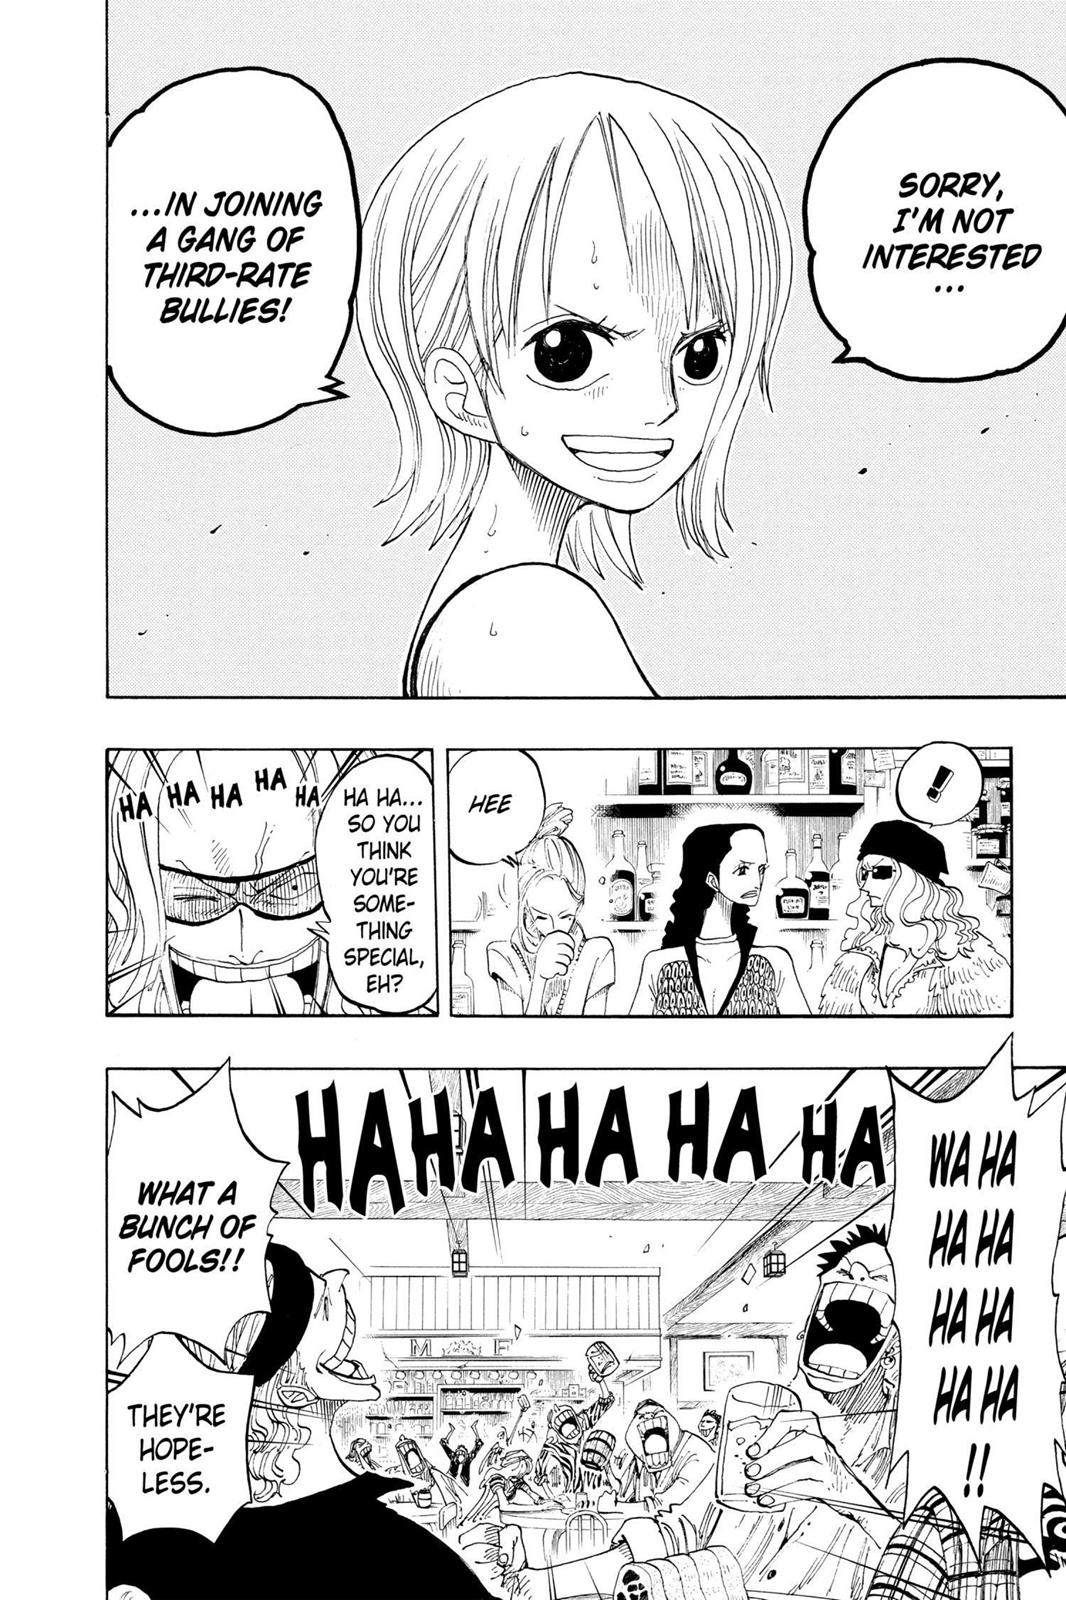 SORRY,
I'M NOT
INTERESTED
...
...IN JOINING
A GANG OF
THIRD-RATE
BULLIES!
!
HEE
HA HA...
SO YOU
THINK
YOU'RE
SOME-
THING
SPECIAL,
EH?
HA HA HA HA HA
WA HA
HA HA
HA HA
HA HA
!!
HA HA HA HA HA
WHAT A
BUNCH OF
FOOLS!!
THEY'RE
HOPE-
LESS.
M F